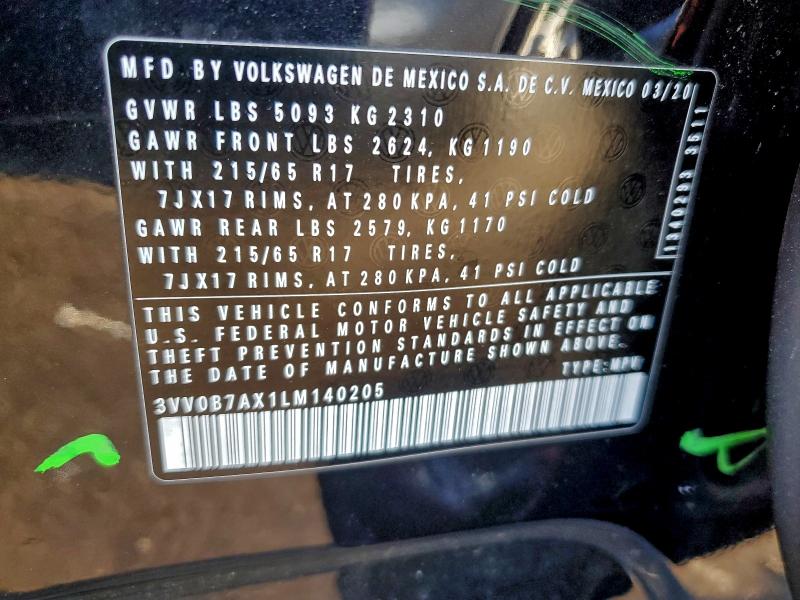 MFD BY VOLKSWAGEN DE MEXICO S.A. DE C.V. MEXICO 03/20
GVWR LBS 5093 KG 2310
GAWR FRONT LBS 2624, KG 1190
WITH 215/65 R17 TIRES,
7JX17 RIMS, AT 280 KPA, 41 PSI COLD
GAWR REAR LBS 2579, KG 1170
WITH 215/65 R17 TIRES,
7JX17 RIMS, AT 280 KPA, 41 PSI COLD
THIS VEHICLE CONFORMS TO ALL APPLICABLE
U.S. FEDERAL MOTOR VEHICLE SAFETY AND
THEFT PREVENTION STANDARDS IN EFFECT ON
THE DATE OF MANUFACTURE SHOWN ABOVE.
TYPE: MPV
3VV0B7AX1LM140205